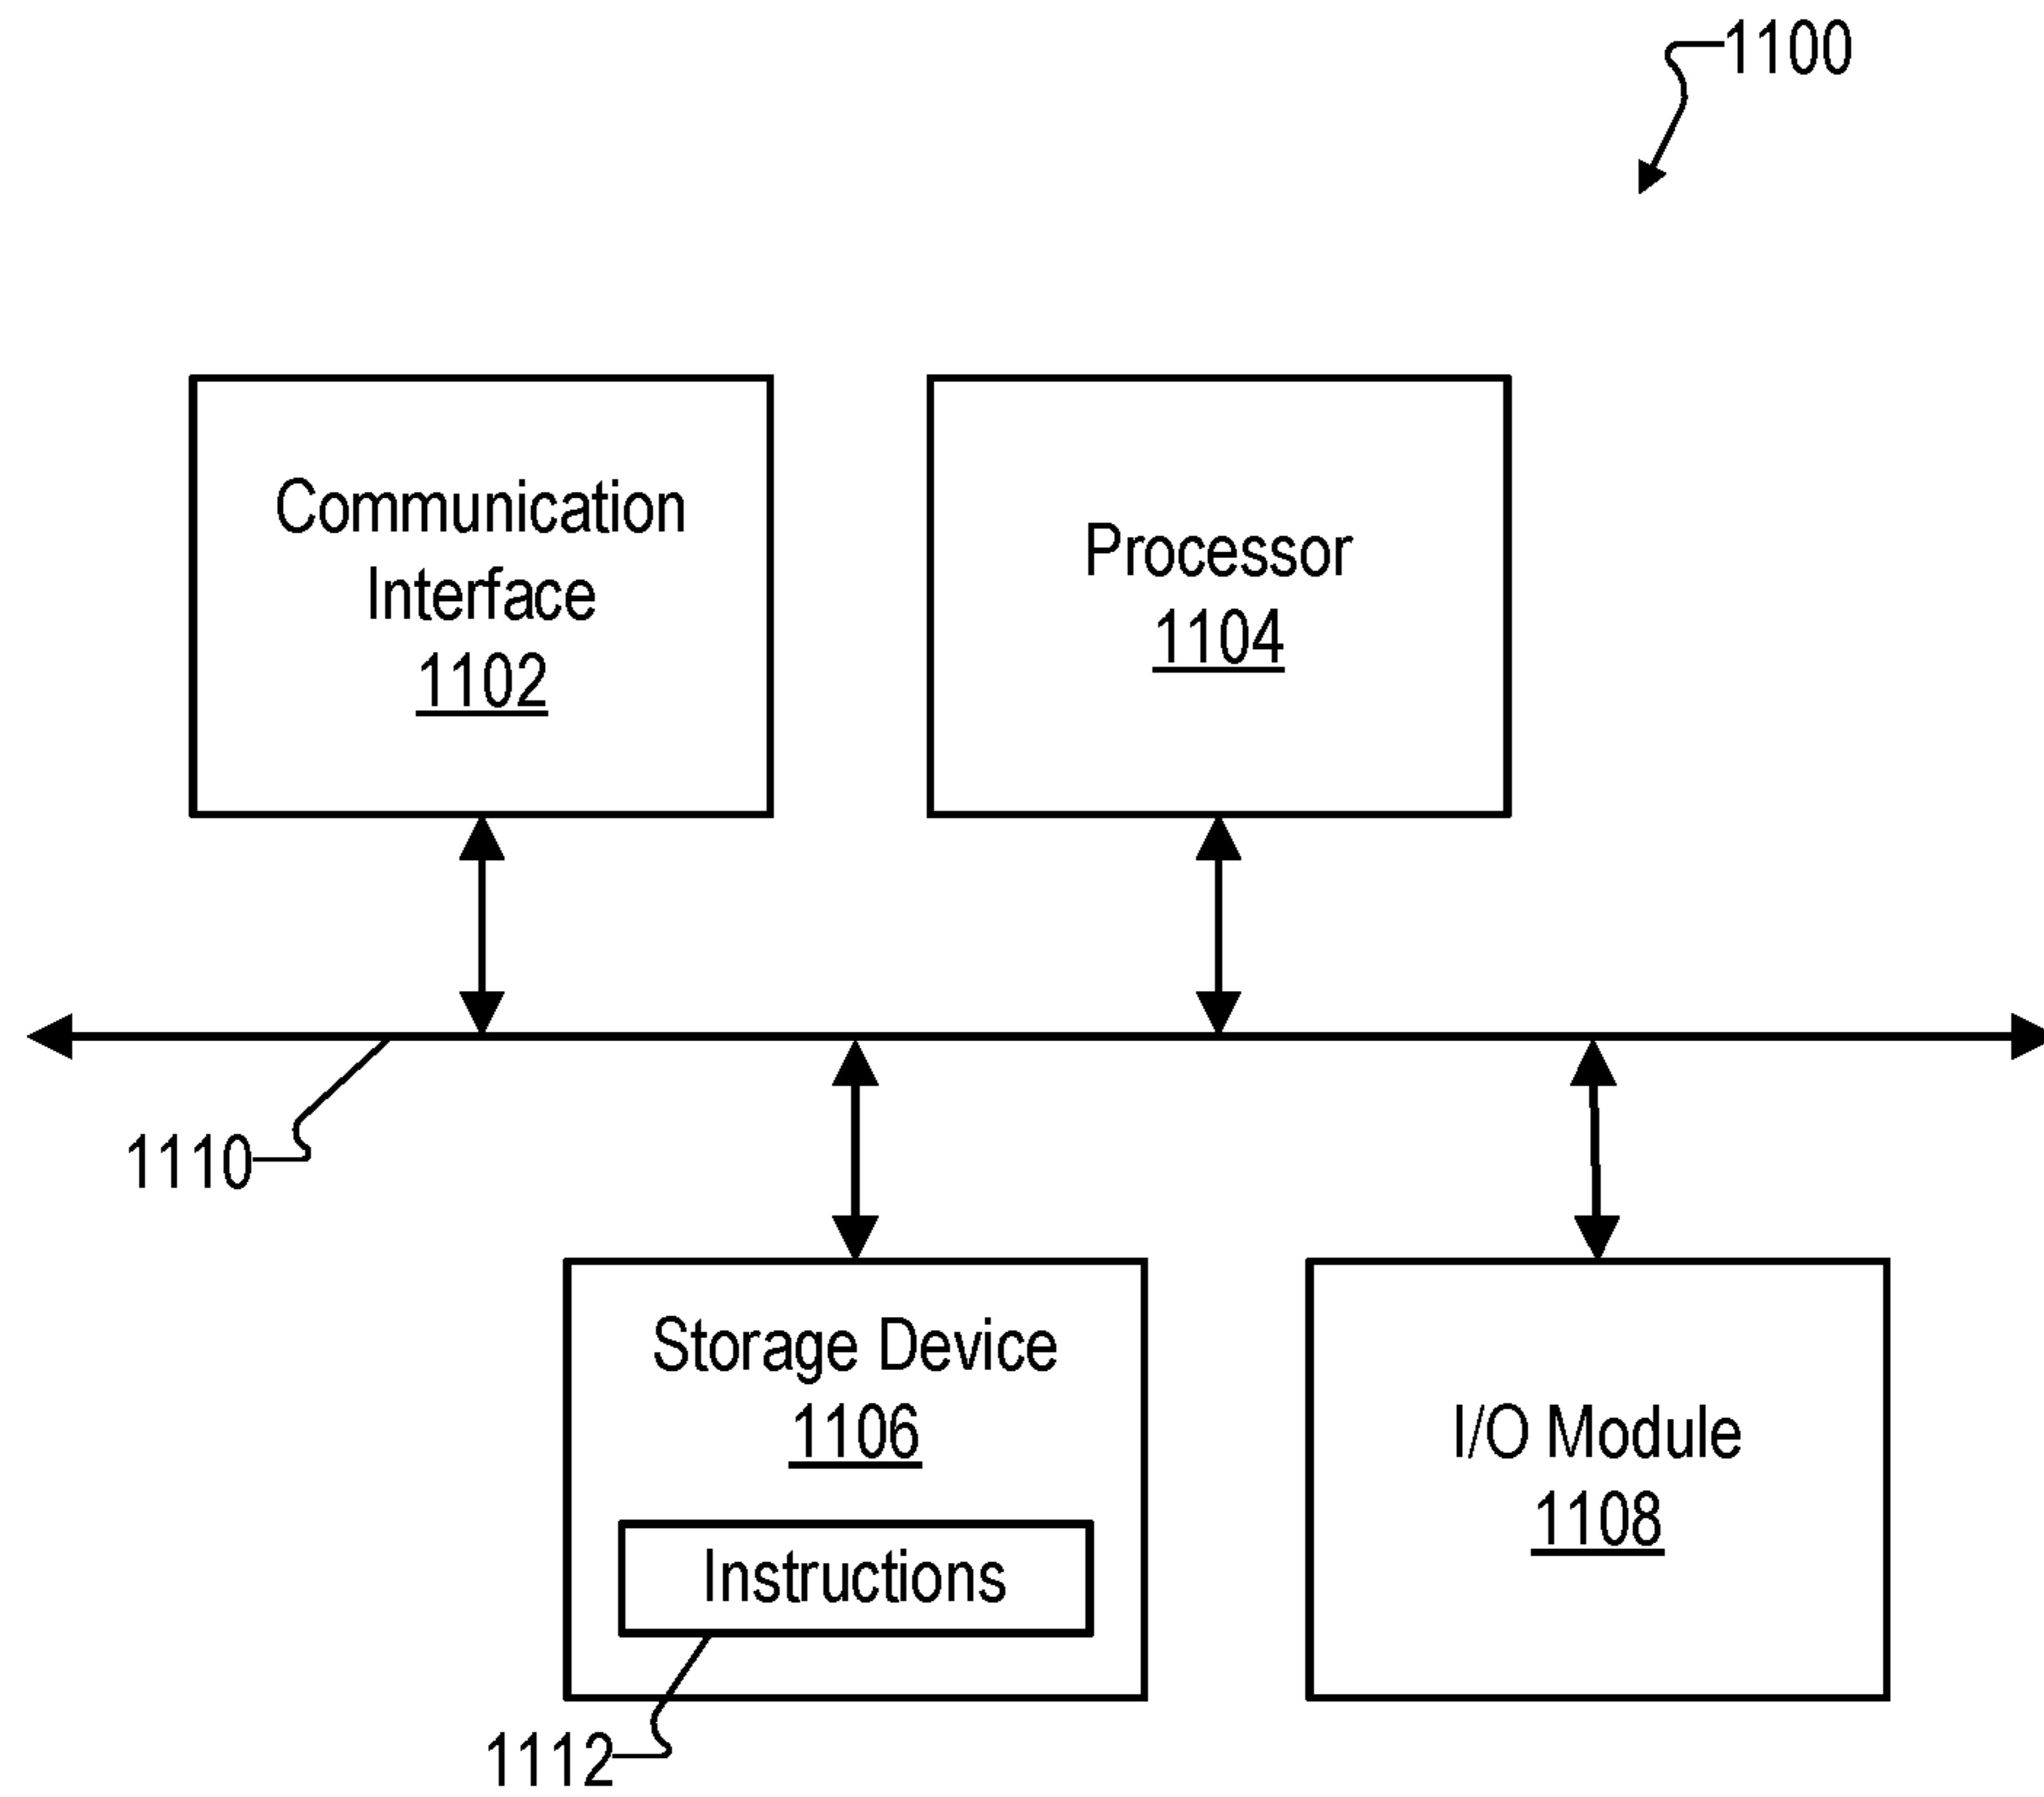 1100
Communication
Interface
1102
Processor
1104
1110
Storage Device
1106
Instructions
1112
I/O Module
1108